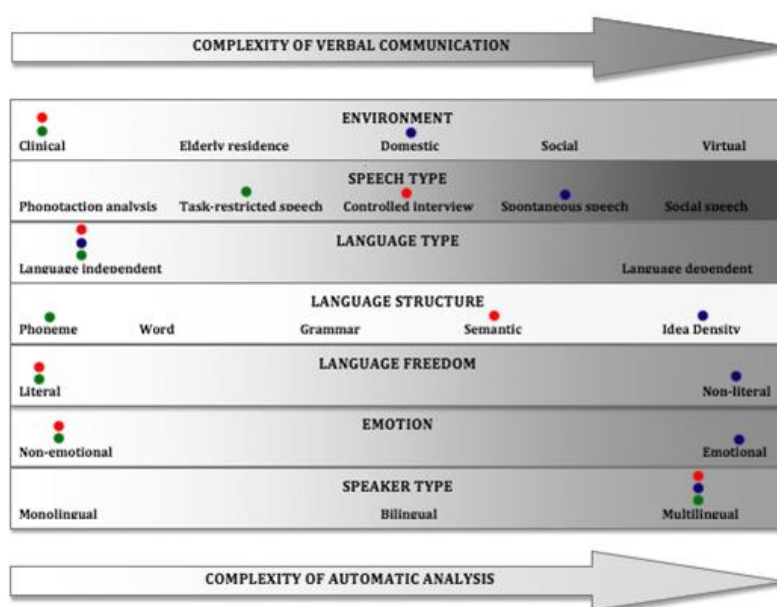 COMPLEXITY OF VERBAL COMMUNICATION
ENVIRONMENT
Clinical Elderly residence Domestic Social Virtual
SPEECH TYPE
Phonotaction analysis Task-restricted speech Controlled interview Spontaneous speech Social speech
LANGUAGE TYPE
Language independent Language dependent
LANGUAGE STRUCTURE
Phoneme Word Grammar Semantic Idea Density
LANGUAGE FREEDOM
Literal Non-literal
EMOTION
Non-emotional Emotional
SPEAKER TYPE
Monolingual Bilingual Multilingual
COMPLEXITY OF AUTOMATIC ANALYSIS